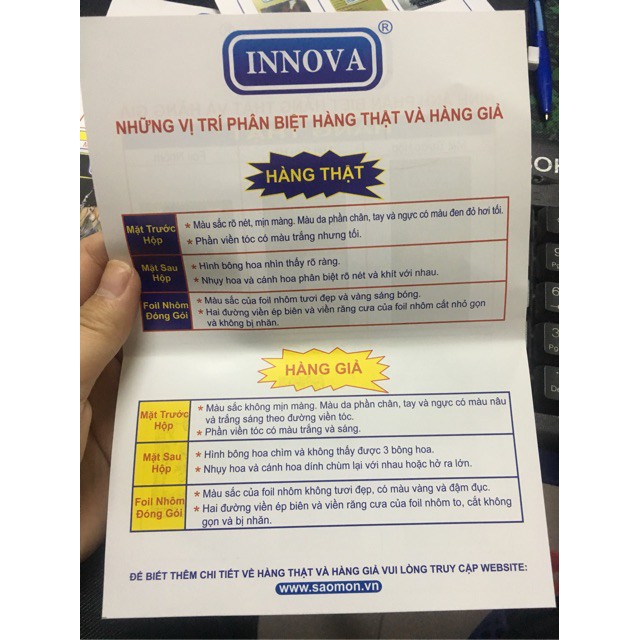 INNOVA ®
NHỮNG VỊ TRÍ PHÂN BIỆT HÀNG THẬT VÀ HÀNG GIẢ
HÀNG THẬT
Mặt Trước
Hộp
* Màu sắc rõ nét, mịn màng. Màu da phần chân, tay và ngực có màu đen đỏ hơi tối.
* Phần viền tóc có màu trắng nhưng tối.
Mặt Sau
Hộp
* Hình bông hoa nhìn thấy rõ ràng.
* Nhụy hoa và cánh hoa phân biệt rõ nét và khít với nhau.
Foil Nhôm
Đóng Gói
* Màu sắc của foil nhôm tươi đẹp và vàng sáng bóng.
* Hai đường viền ép biên và viền răng cưa của foil nhôm cắt nhỏ gọn
và không bị nhăn.
HÀNG GIẢ
Mặt Trước
Hộp
* Màu sắc không mịn màng. Màu da phần chân, tay và ngực có màu nâu
và trắng sáng theo đường viền tóc.
* Phần viền tóc có màu trắng và sáng.
Mặt Sau
Hộp
* Hình bông hoa chìm và không thấy được 3 bông hoa.
* Nhụy hoa và cánh hoa dính chùm lại với nhau hoặc hở ra lớn.
Foil Nhôm
Đóng Gói
* Màu sắc của foil nhôm không tươi đẹp, có màu vàng và đậm đục.
* Hai đường viền ép biên và viền răng cưa của foil nhôm to, cắt không
gọn và bị nhăn.
ĐỂ BIẾT THÊM CHI TIẾT VỀ HÀNG THẬT VÀ HÀNG GIẢ VUI LÒNG TRUY CẬP WEBSITE:
www.saomon.vn